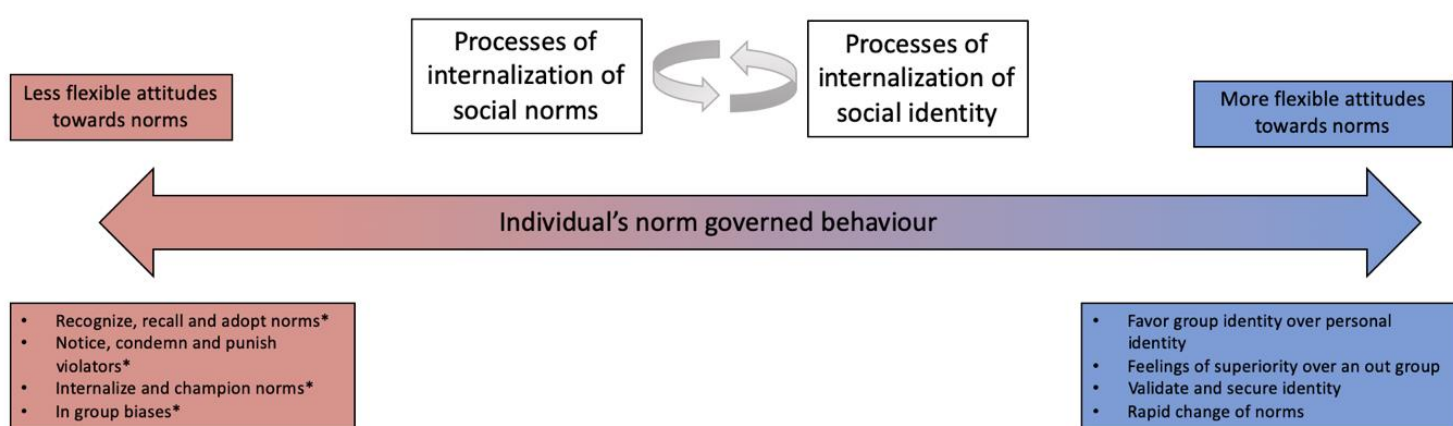 Processes of
internalization of
social norms
Processes of
internalization of
social identity
Less flexible attitudes
towards norms
More flexible attitudes
towards norms
Individual's norm governed behaviour
• Recognize, recall and adopt norms*
• Notice, condemn and punish
violators*
• Internalize and champion norms*
• In group biases*
• Favor group identity over personal
identity
• Feelings of superiority over an out group
• Validate and secure identity
• Rapid change of norms